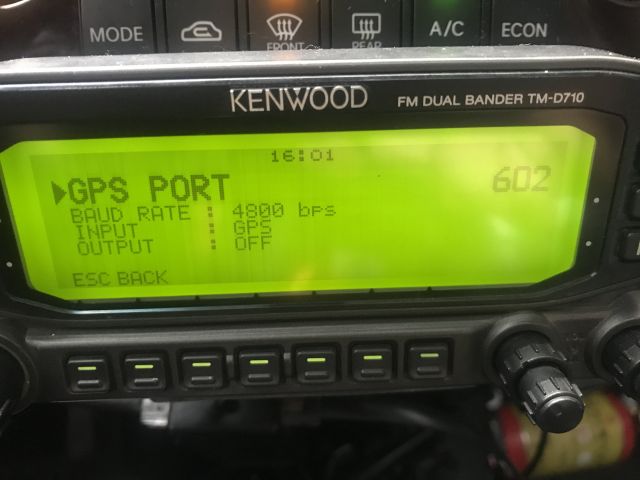 MODE
FRONT
REAR
A/C
ECON
KENWOOD
FM DUAL BANDER TM-D710
16:01
▶GPS PORT 602
BAUD RATE : 4800 bps
INPUT : GPS
OUTPUT : OFF
ESC BACK